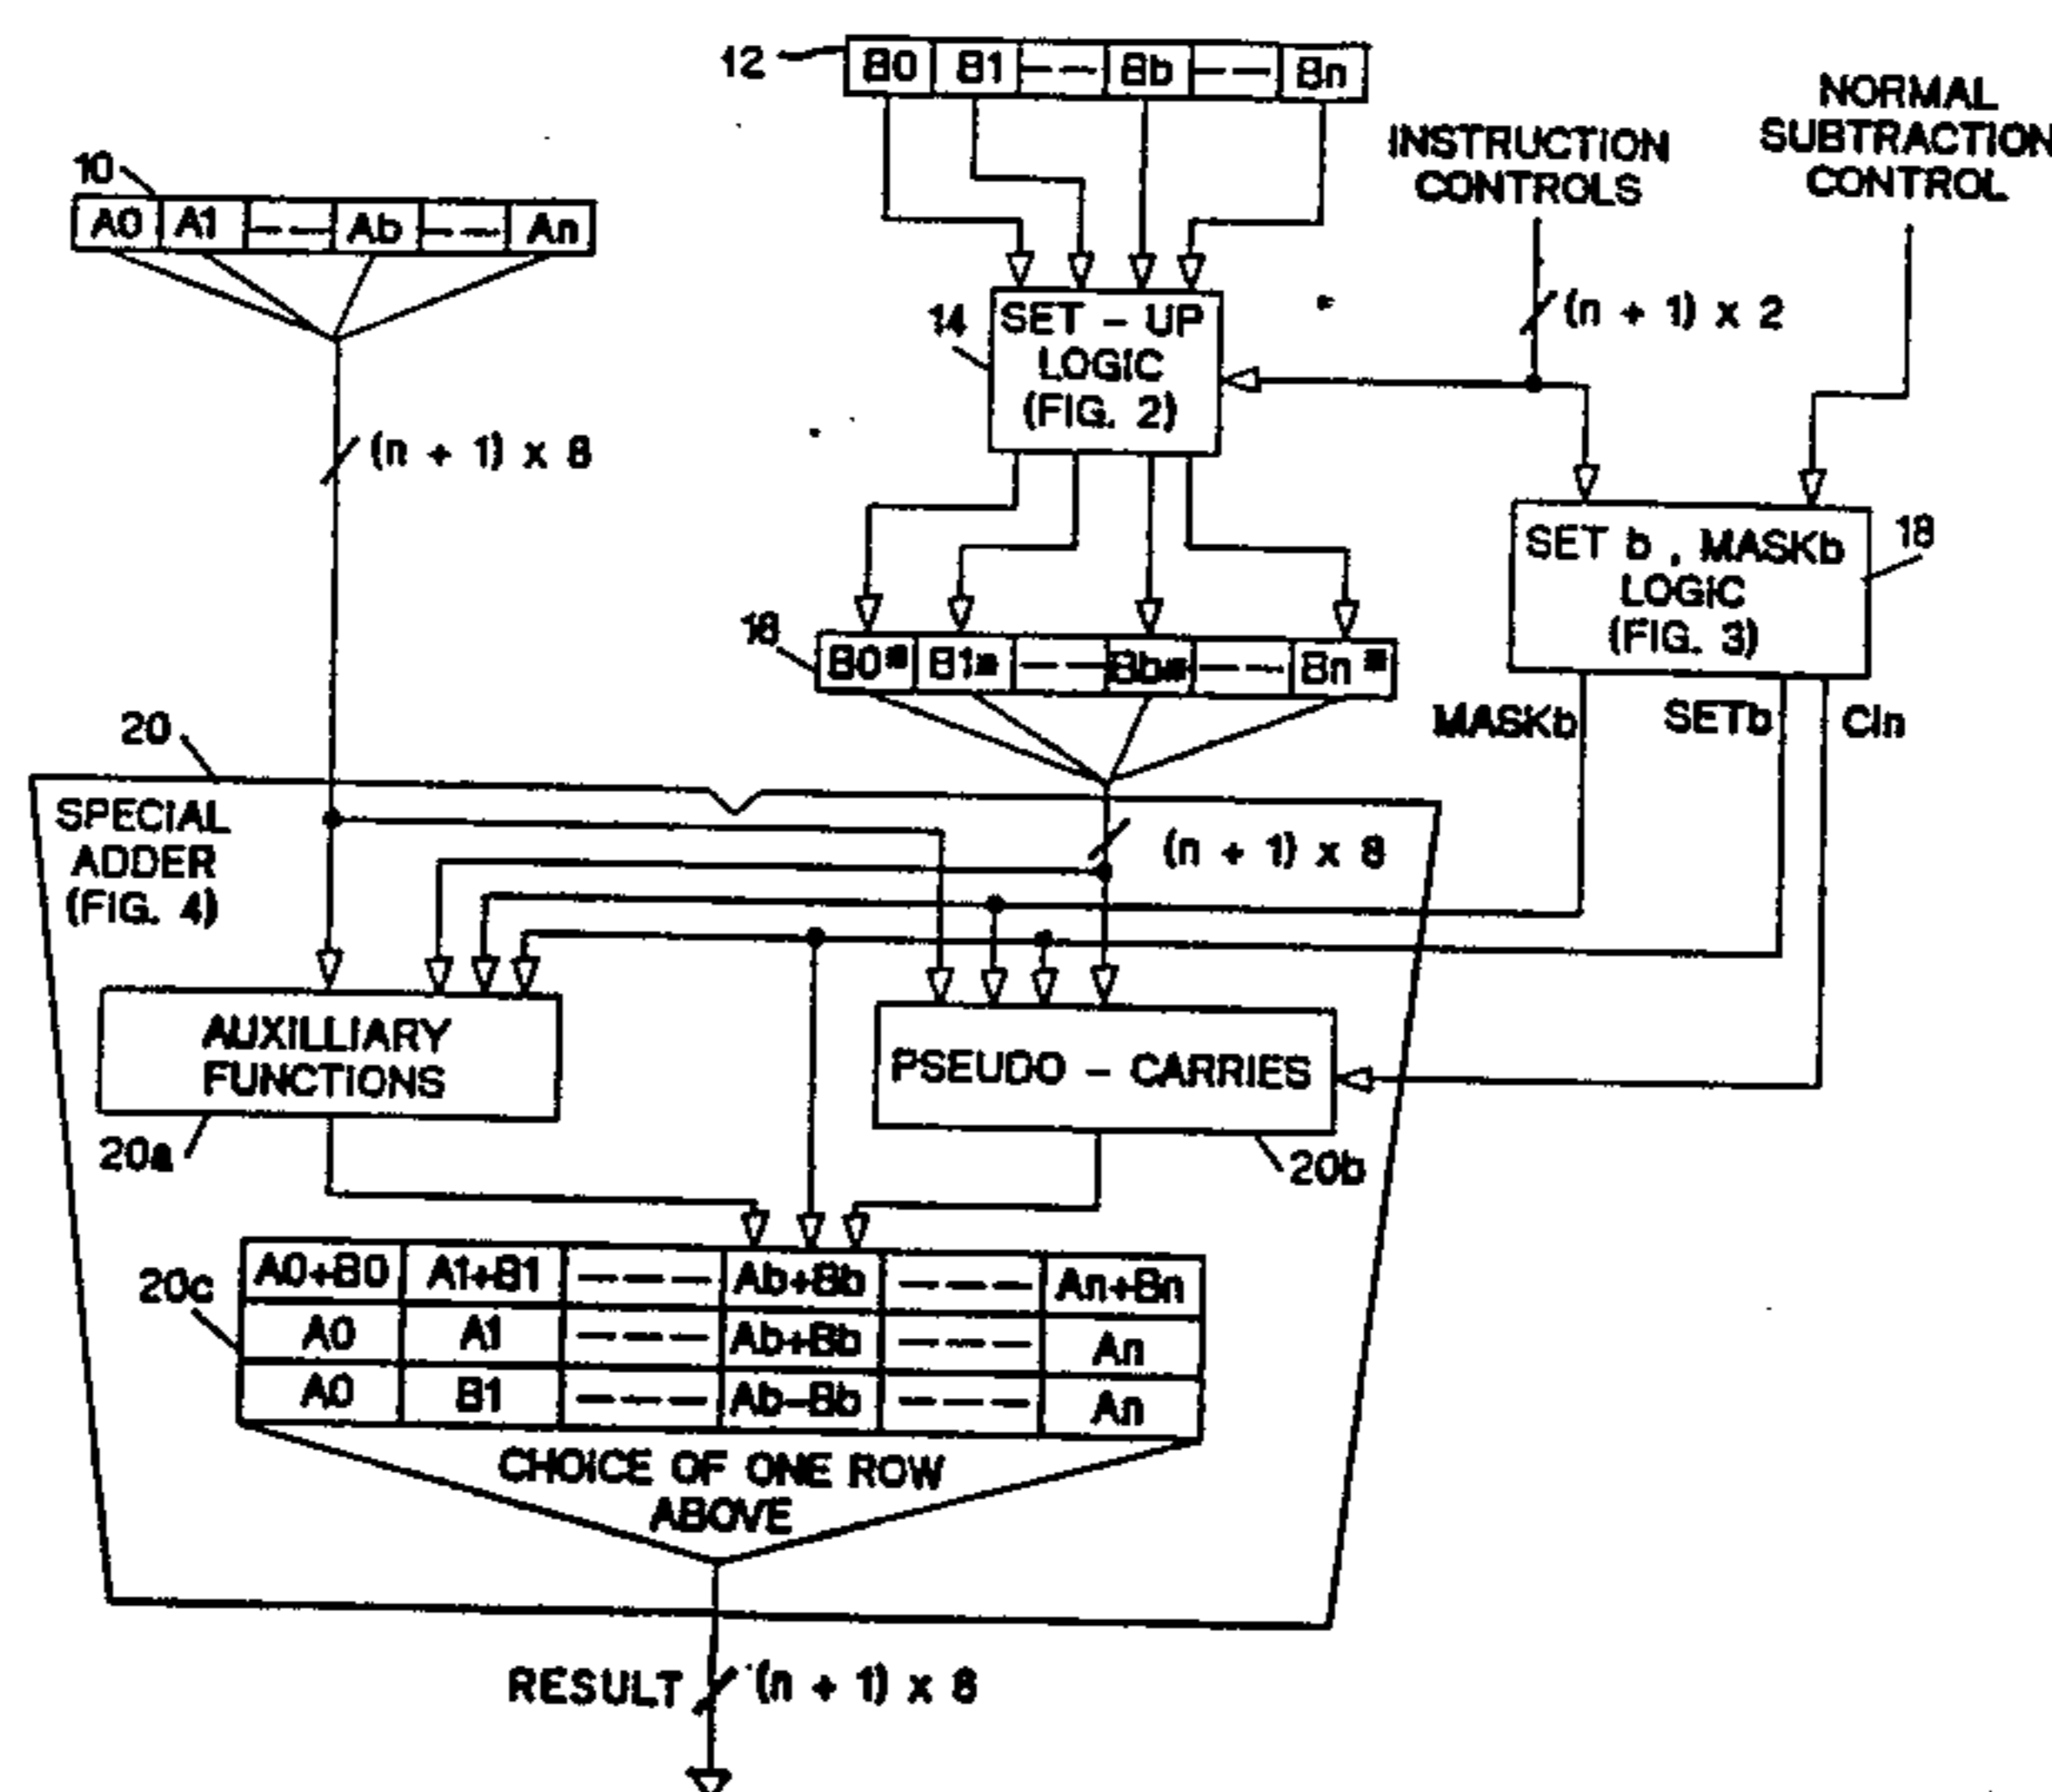 12
B0 B1 -- Bb -- Bn
NORMAL
SUBTRACTION
CONTROL
INSTRUCTION
CONTROLS
10
A0 A1 -- Ab -- An
(n + 1) x 2
14
SET - UP
LOGIC
(FIG. 2)
(n + 1) x 8
SET b , MASKb
LOGIC
(FIG. 3)
18
16
B0* B1* -- Bb* -- Bn*
MASKb
SETb
Cin
20
SPECIAL
ADDER
(FIG. 4)
(n + 1) x 8
AUXILLIARY
FUNCTIONS
PSEUDO - CARRIES
20a
20b
20c
A0+B0 A1+B1 ---- Ab+Bb ---- An+Bn
A0 A1 ---- Ab+Bb ---- An
A0 B1 ---- Ab-Bb ---- An
CHOICE OF ONE ROW
ABOVE
RESULT (n + 1) x 8